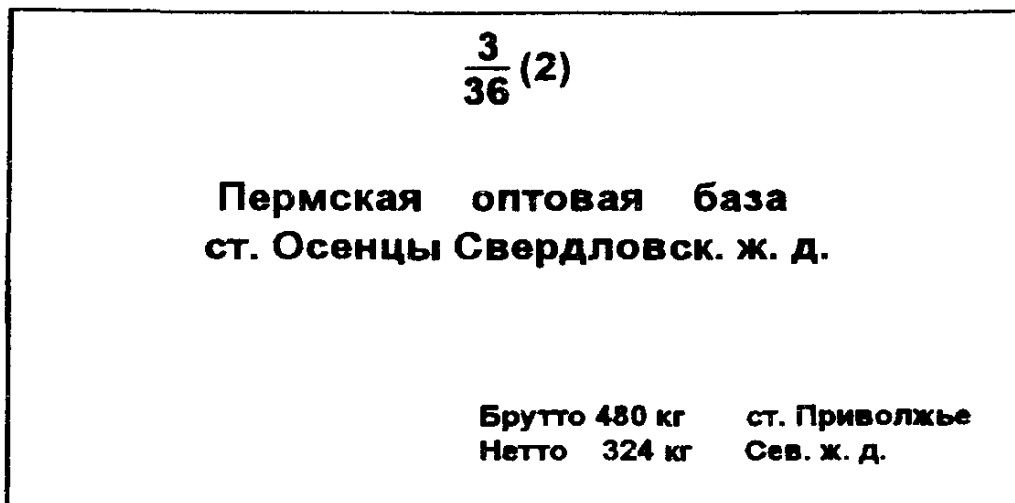 3
36 (2)
Пермская оптовая база
ст. Осенцы Свердловск. ж. д.
Брутто 480 кг ст. Приволжье
Нетто 324 кг Сев. ж. д.